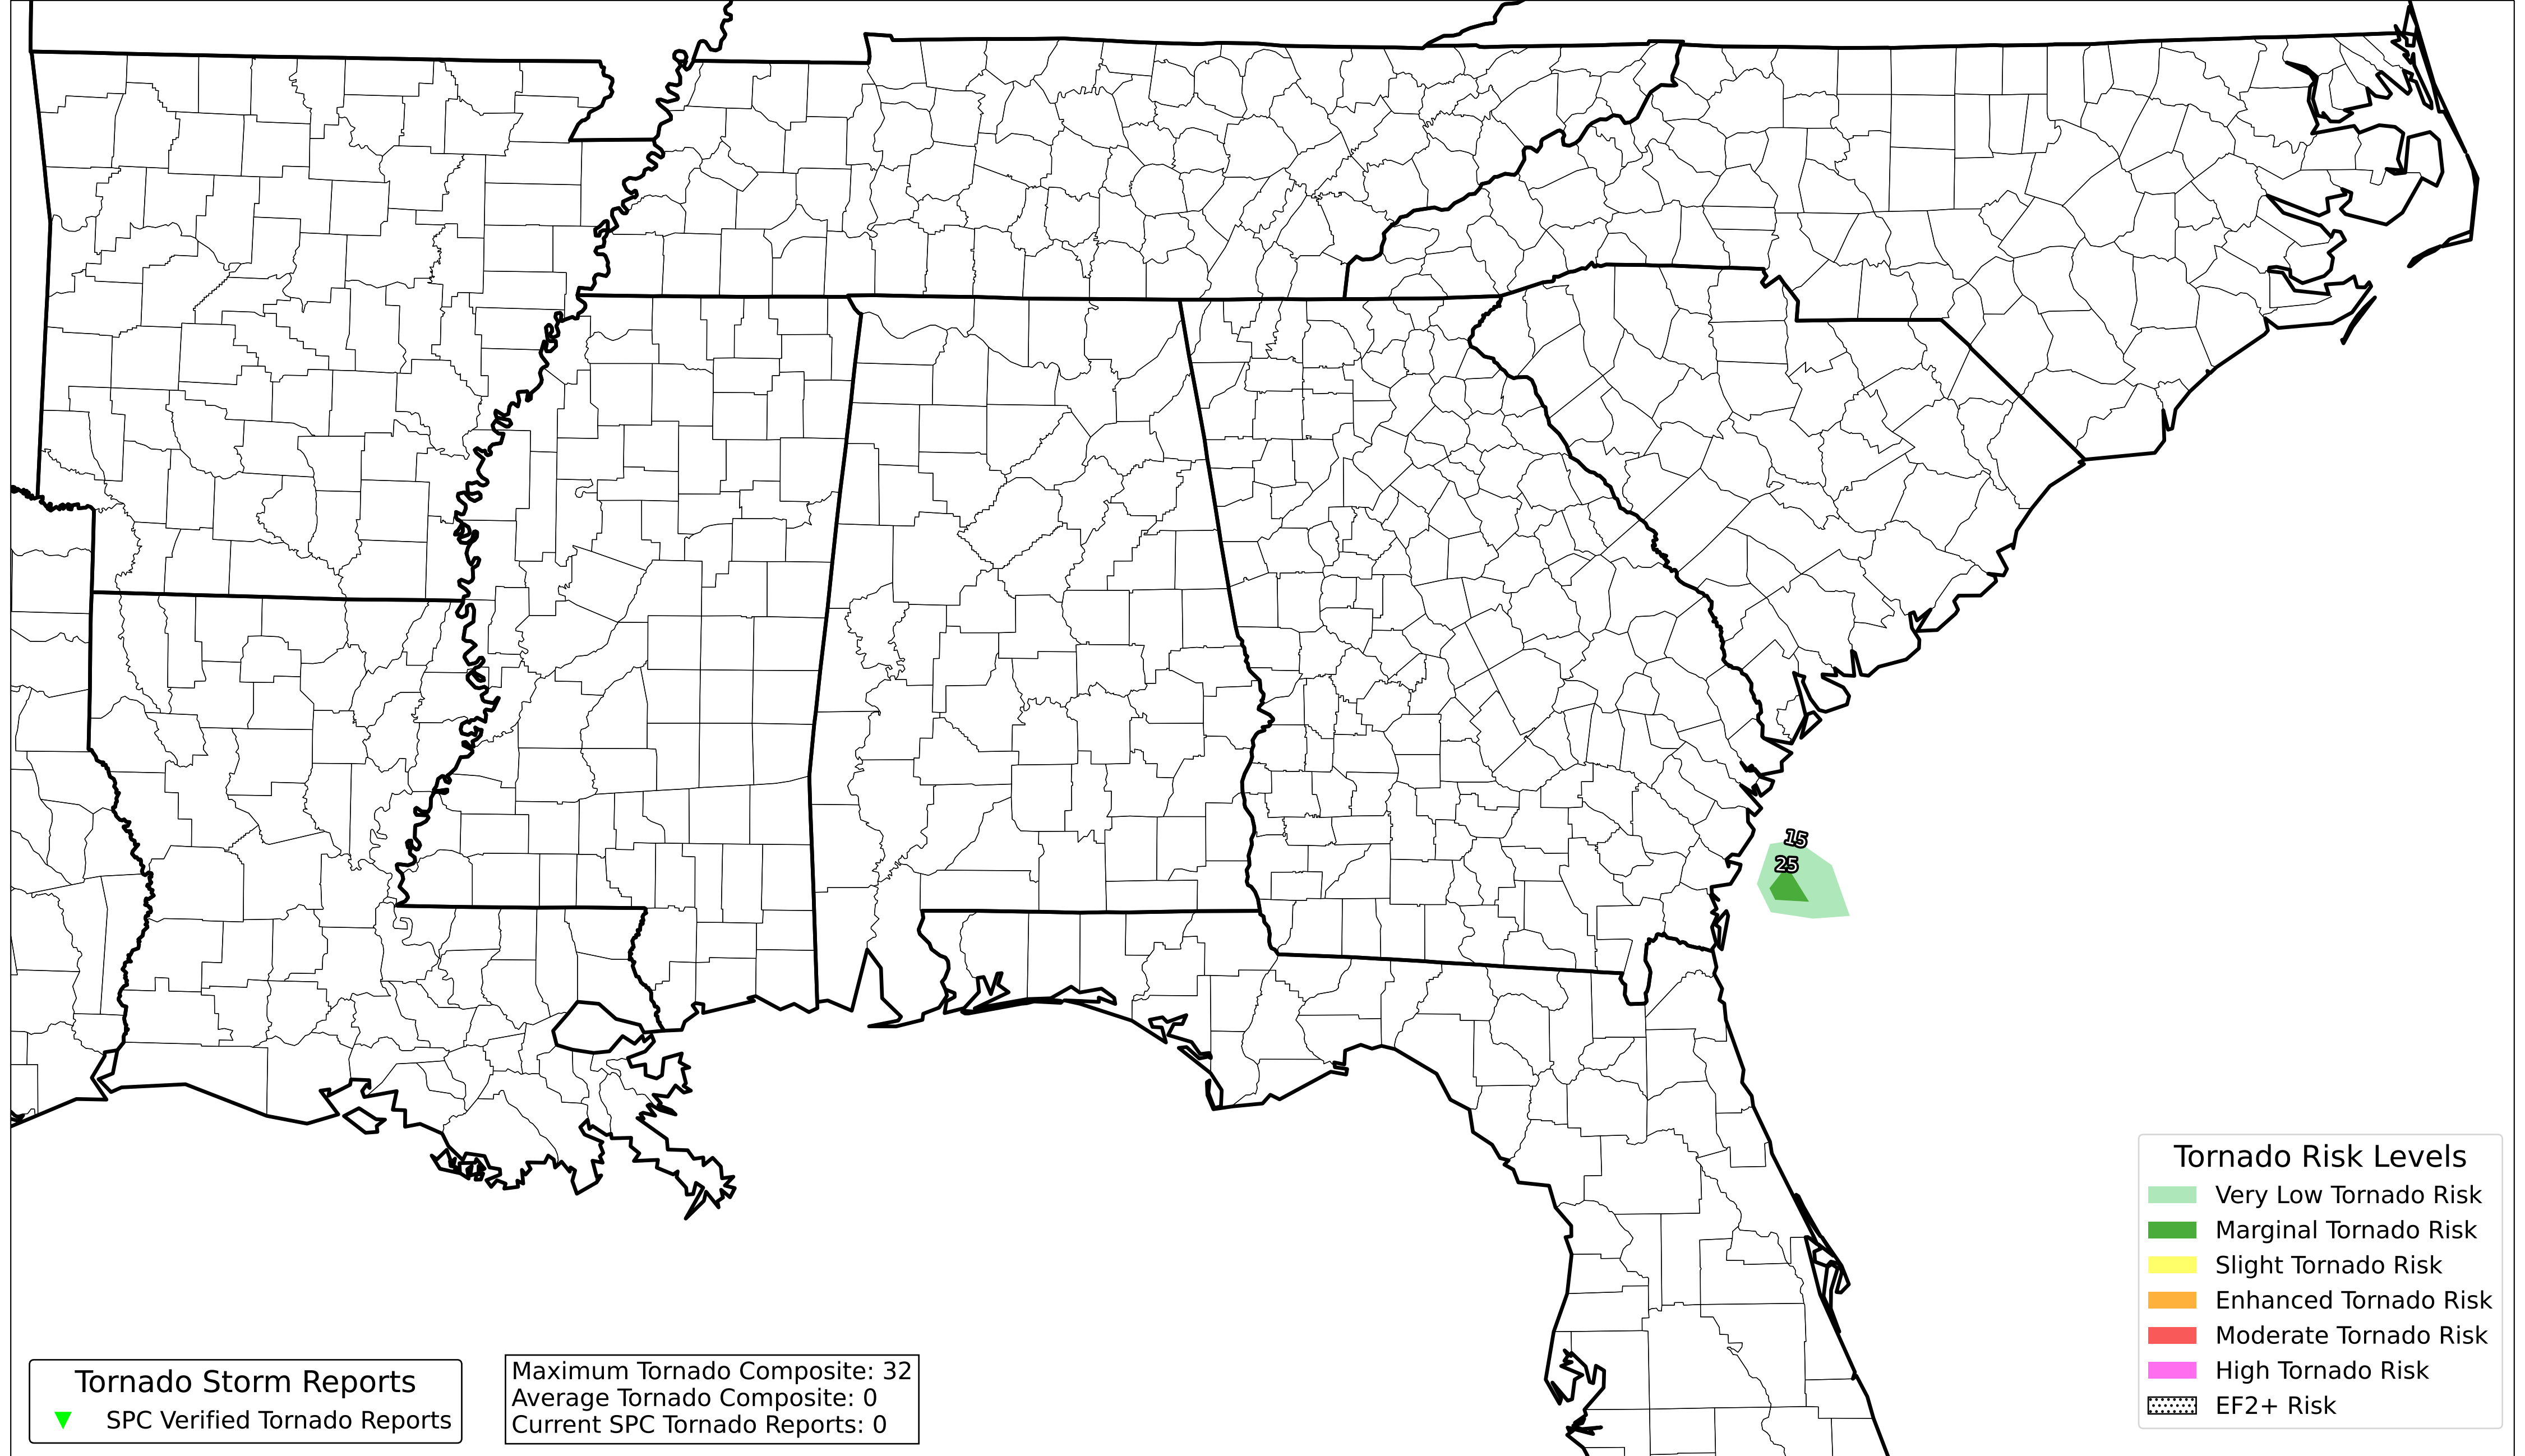 15
25
Tornado Risk Levels
Very Low Tornado Risk
Marginal Tornado Risk
Slight Tornado Risk
Enhanced Tornado Risk
Moderate Tornado Risk
High Tornado Risk
EF2+ Risk
Tornado Storm Reports
SPC Verified Tornado Reports
Maximum Tornado Composite: 32
Average Tornado Composite: 0
Current SPC Tornado Reports: 0